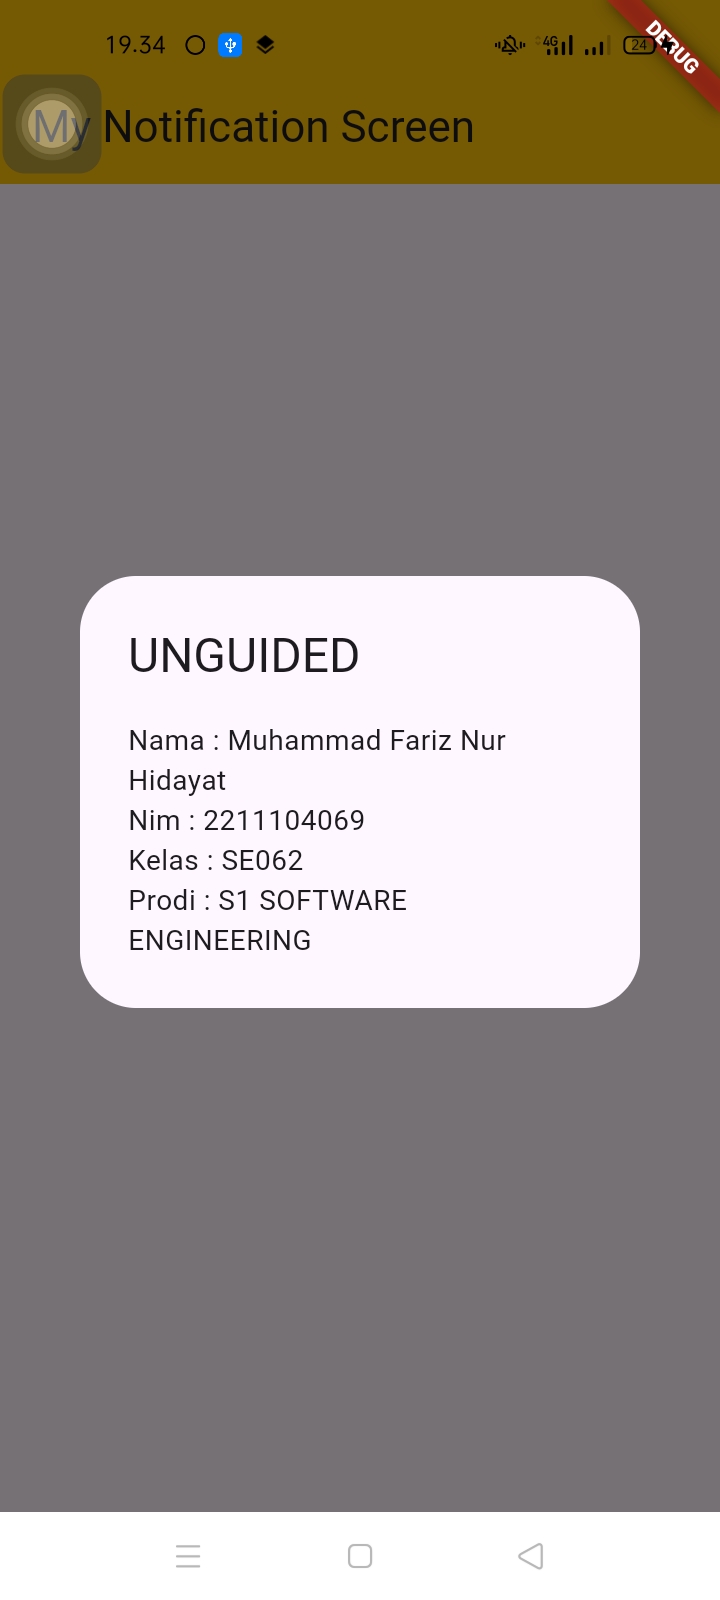 19.34
4G
24
DEBUG
My Notification Screen
UNGUIDED
Nama : Muhammad Fariz Nur
Hidayat
Nim : 2211104069
Kelas : SE062
Prodi : S1 SOFTWARE
ENGINEERING